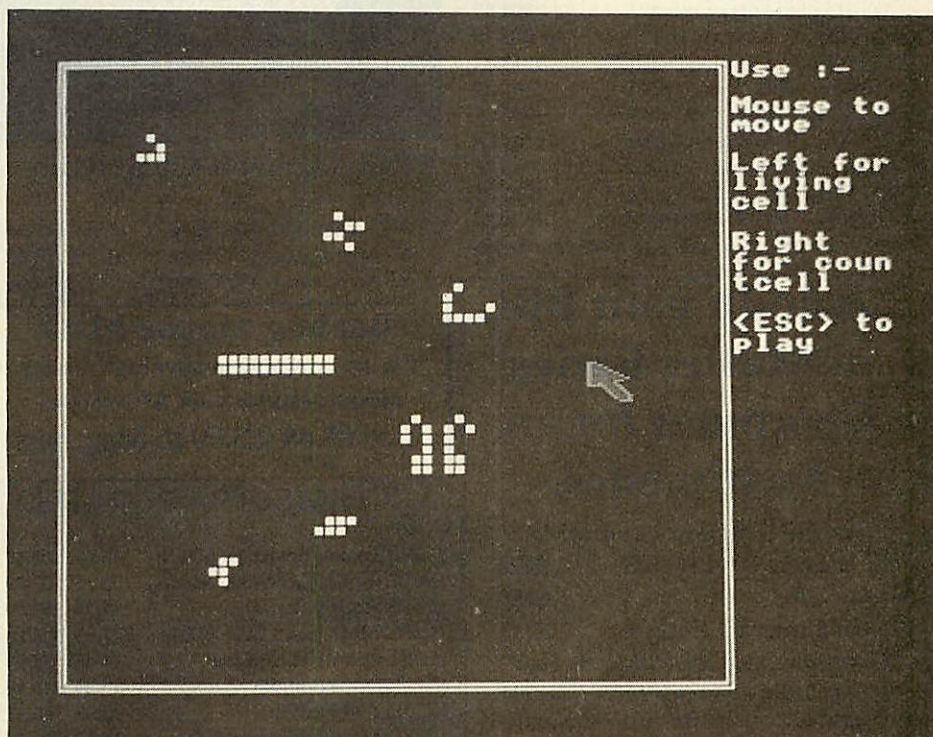 Use :-
Mouse to
move
Left for
living
cell
Right
for coun
tcell
<ESC> to
play